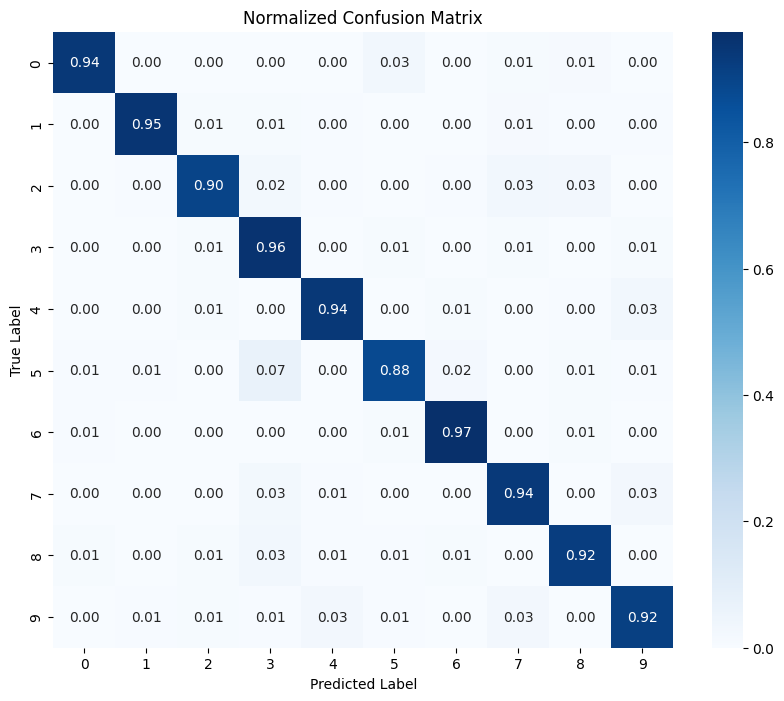 Normalized Confusion Matrix
0 0.94 0.00 0.00 0.00 0.00 0.03 0.00 0.01 0.01 0.00
1 0.00 0.95 0.01 0.01 0.00 0.00 0.00 0.01 0.00 0.00
2 0.00 0.00 0.90 0.02 0.00 0.00 0.00 0.03 0.03 0.00
3 0.00 0.00 0.01 0.96 0.00 0.01 0.00 0.01 0.00 0.01
4 0.00 0.00 0.01 0.00 0.94 0.00 0.01 0.00 0.00 0.03
5 0.01 0.01 0.00 0.07 0.00 0.88 0.02 0.00 0.01 0.01
6 0.01 0.00 0.00 0.00 0.00 0.01 0.97 0.00 0.01 0.00
7 0.00 0.00 0.00 0.03 0.01 0.00 0.00 0.94 0.00 0.03
8 0.01 0.00 0.01 0.03 0.01 0.01 0.01 0.00 0.92 0.00
9 0.00 0.01 0.01 0.01 0.03 0.01 0.00 0.03 0.00 0.92
0 1 2 3 4 5 6 7 8 9
Predicted Label
True Label
0.8
0.6
0.4
0.2
0.0